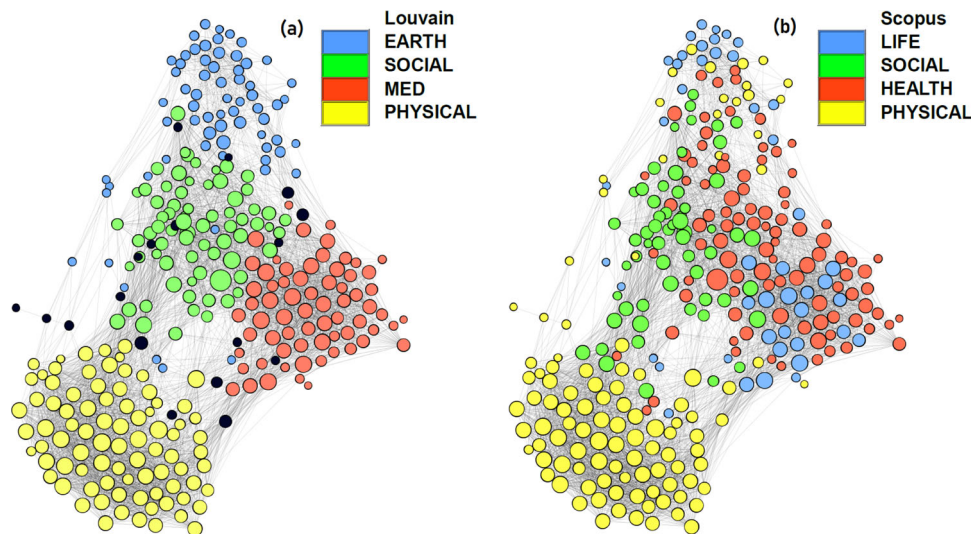 (a)
Louvain
EARTH
SOCIAL
MED
PHYSICAL
(b)
Scopus
LIFE
SOCIAL
HEALTH
PHYSICAL